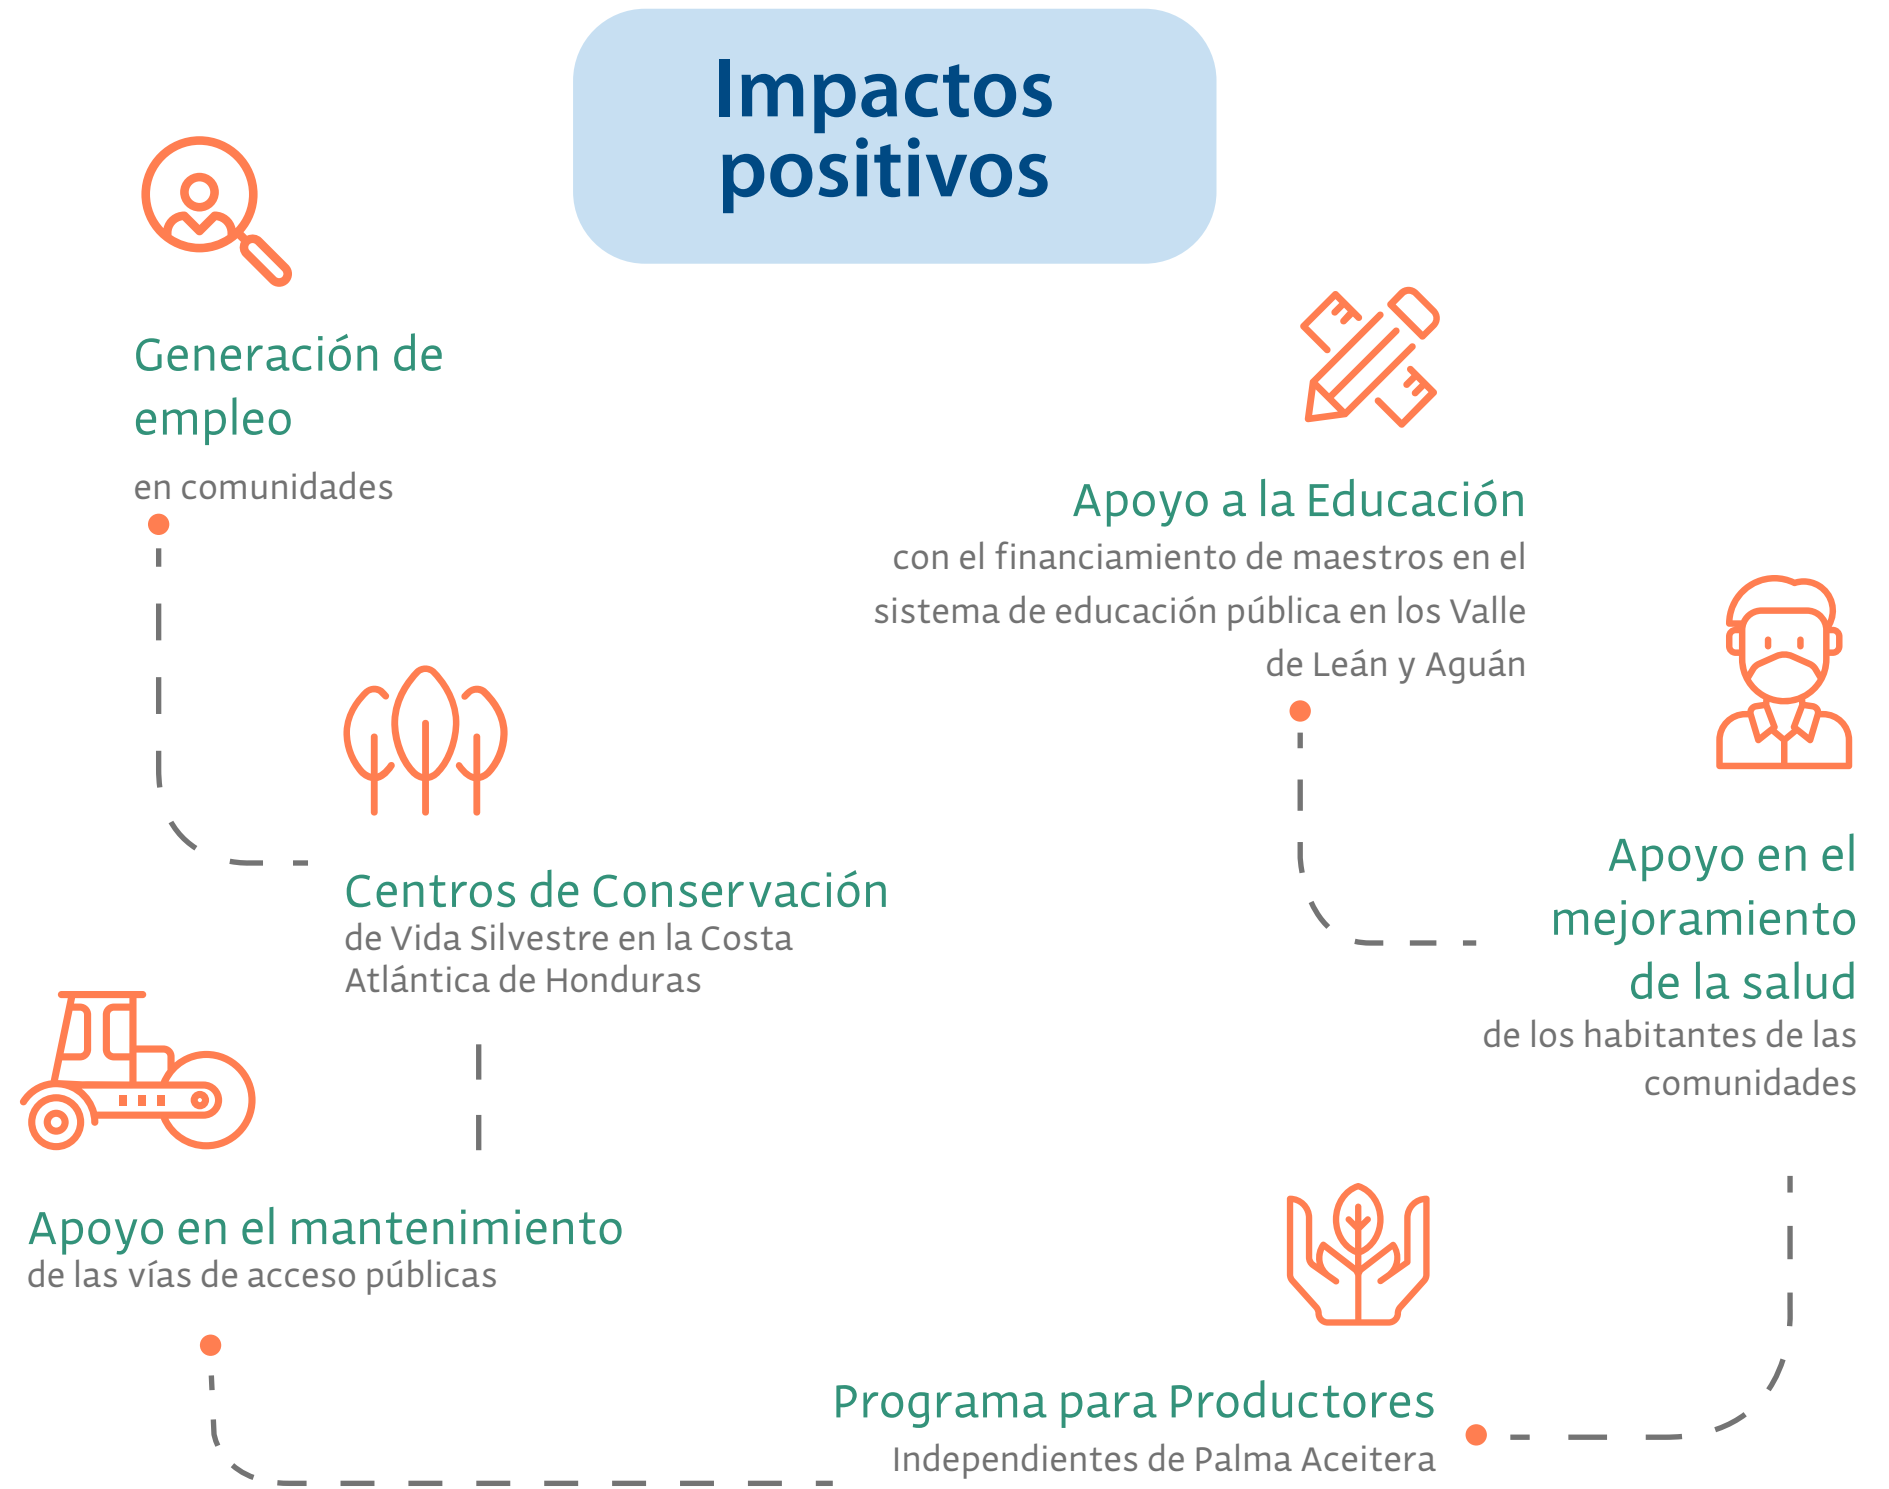 Impactos
positivos
Generación de
empleo
en comunidades
Centros de Conservación
de Vida Silvestre en la Costa
Atlántica de Honduras
Apoyo en el mantenimiento
de las vías de acceso públicas
Programa para Productores
Independientes de Palma Aceitera
Apoyo en el
mejoramiento
de la salud
de los habitantes de las
comunidades
Apoyo a la Educación
con el financiamiento de maestros en el
sistema de educación pública en los Valle
de Leán y Aguán